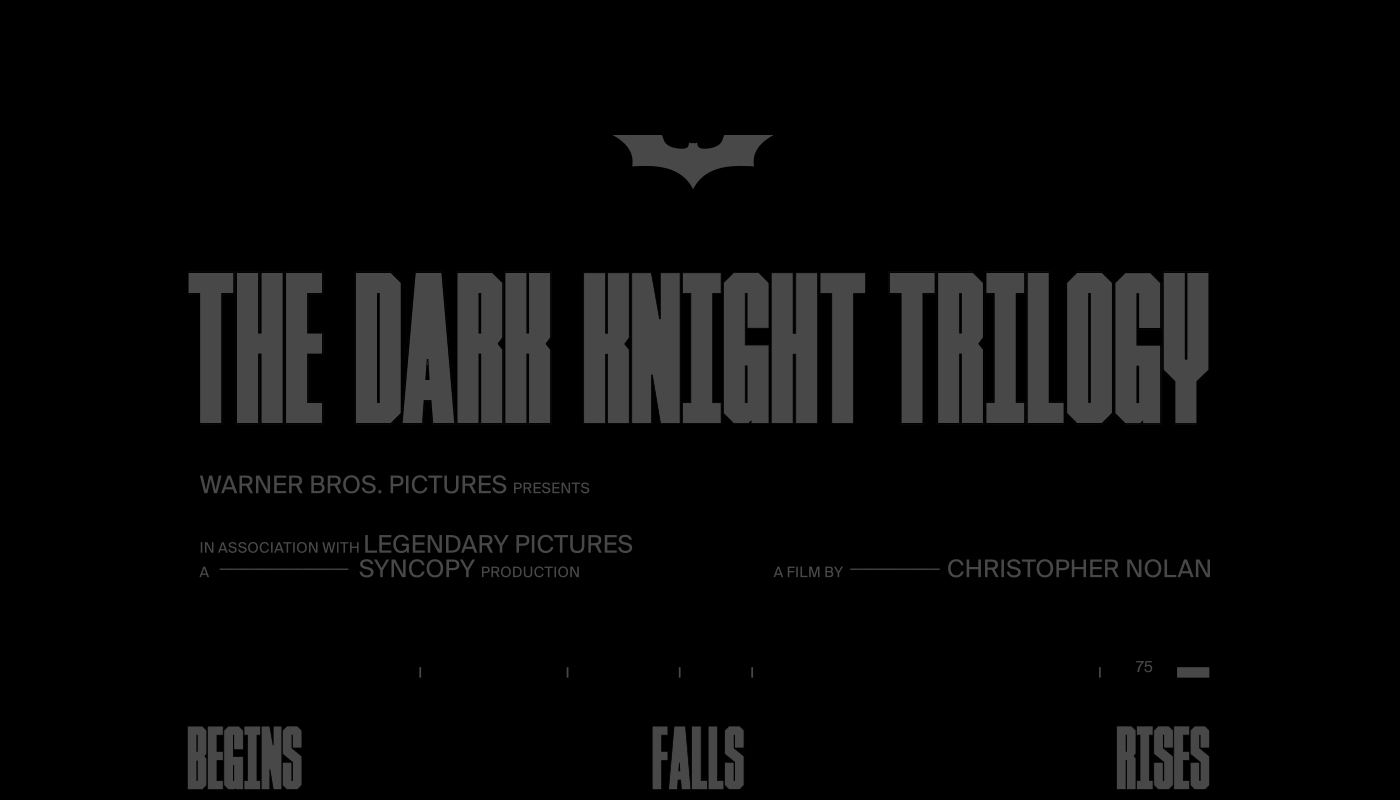 THE DARK KNIGHT TRILOGY
WARNER BROS. PICTURES PRESENTS
IN ASSOCIATION WITH LEGENDARY PICTURES
A SYNCOPY PRODUCTION
A FILM BY CHRISTOPHER NOLAN
75
BEGINS
FALLS
RISES